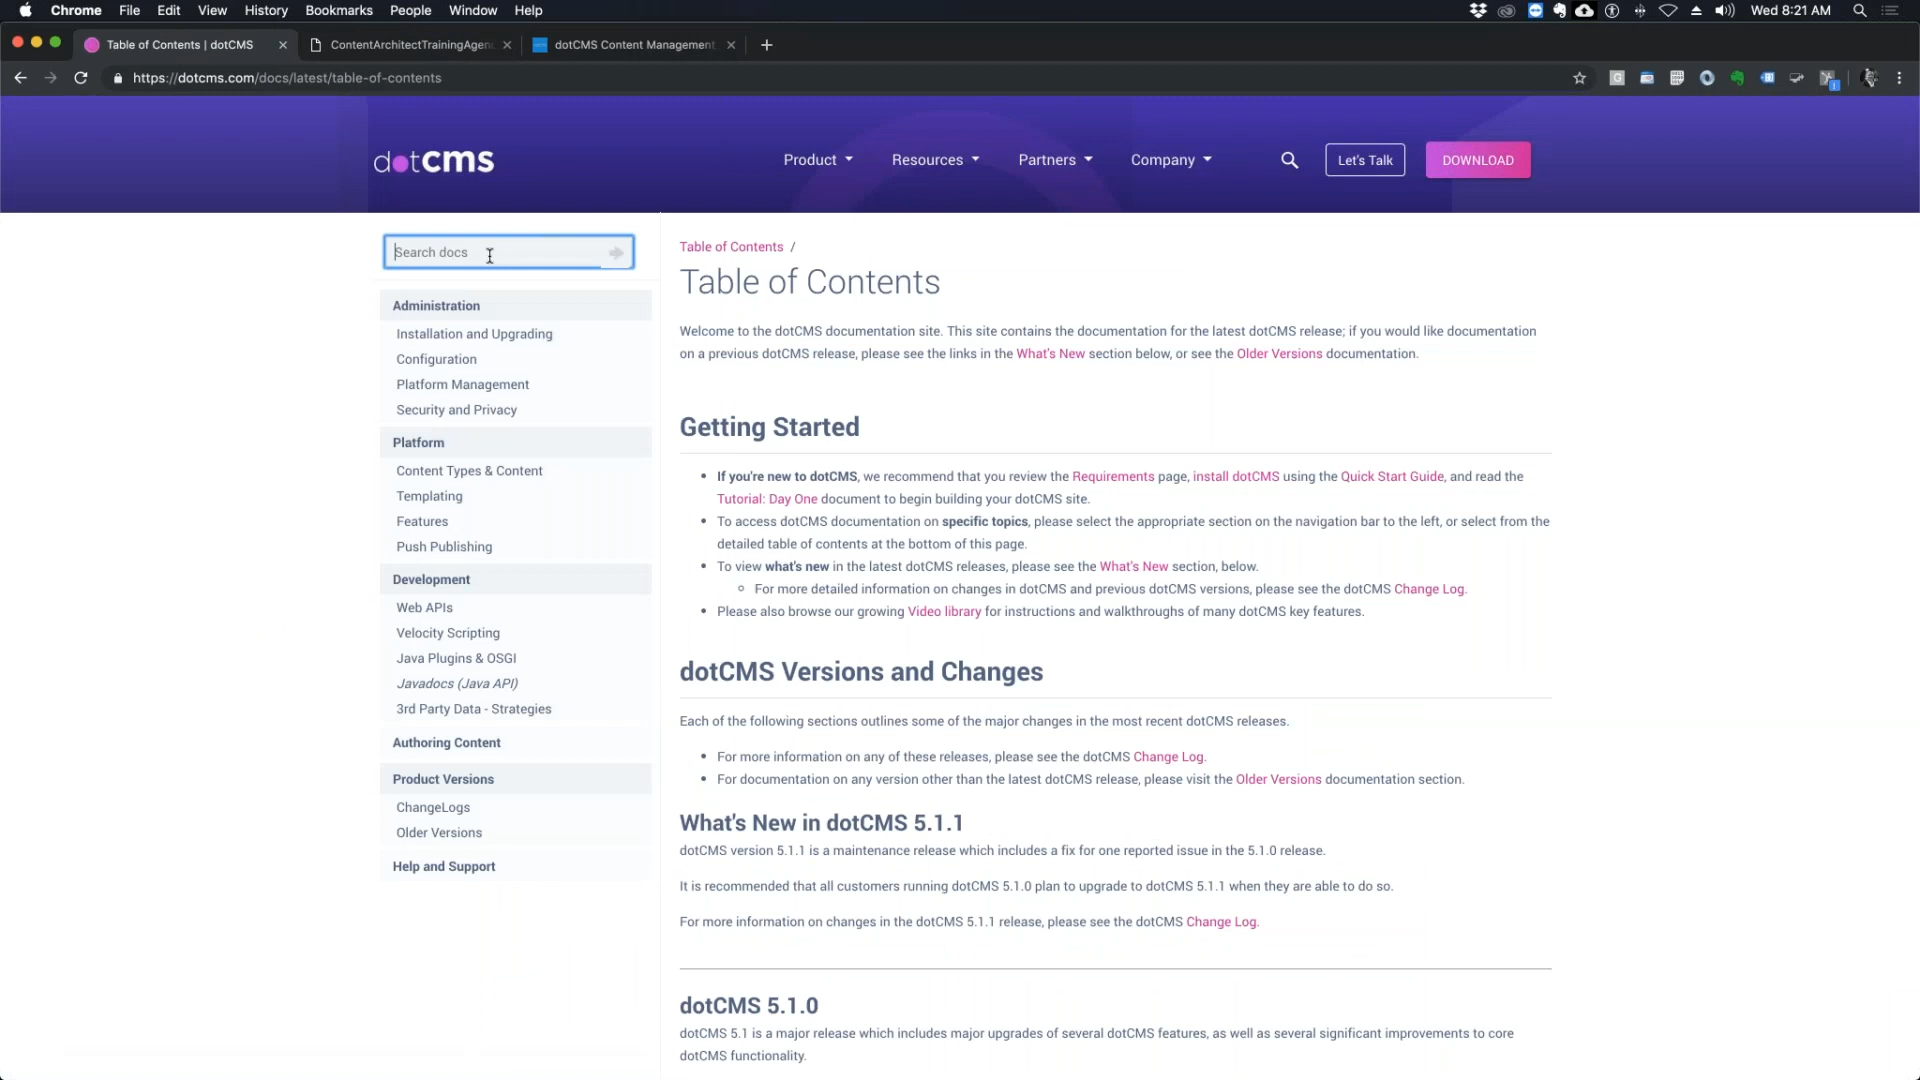 Chrome File Edit View History Bookmarks People Window Help Wed 8:21 AM
Table of Contents | dotCMS ContentArchitectTrainingAgen dotCMS Content Management
https://dotcms.com/docs/latest/table-of-contents
dotCMS Product Resources Partners Company Let's Talk DOWNLOAD
Search docs
Administration
Installation and Upgrading
Configuration
Platform Management
Security and Privacy
Platform
Content Types & Content
Templating
Features
Push Publishing
Development
Web APIs
Velocity Scripting
Java Plugins & OSGI
Javadocs (Java API)
3rd Party Data - Strategies
Authoring Content
Product Versions
ChangeLogs
Older Versions
Help and Support
Table of Contents /
Table of Contents
Welcome to the dotCMS documentation site. This site contains the documentation for the latest dotCMS release; if you would like documentation
on a previous dotCMS release, please see the links in the What's New section below, or see the Older Versions documentation.
Getting Started
If you're new to dotCMS, we recommend that you review the Requirements page, install dotCMS using the Quick Start Guide, and read the
Tutorial: Day One document to begin building your dotCMS site.
To access dotCMS documentation on specific topics, please select the appropriate section on the navigation bar to the left, or select from the
detailed table of contents at the bottom of this page.
To view what's new in the latest dotCMS releases, please see the What's New section, below.
For more detailed information on changes in dotCMS and previous dotCMS versions, please see the dotCMS Change Log.
Please also browse our growing Video library for instructions and walkthroughs of many dotCMS key features.
dotCMS Versions and Changes
Each of the following sections outlines some of the major changes in the most recent dotCMS releases.
For more information on any of these releases, please see the dotCMS Change Log.
For documentation on any version other than the latest dotCMS release, please visit the Older Versions documentation section.
What's New in dotCMS 5.1.1
dotCMS version 5.1.1 is a maintenance release which includes a fix for one reported issue in the 5.1.0 release.
It is recommended that all customers running dotCMS 5.1.0 plan to upgrade to dotCMS 5.1.1 when they are able to do so.
For more information on changes in the dotCMS 5.1.1 release, please see the dotCMS Change Log.
dotCMS 5.1.0
dotCMS 5.1 is a major release which includes major upgrades of several dotCMS features, as well as several significant improvements to core
dotCMS functionality.